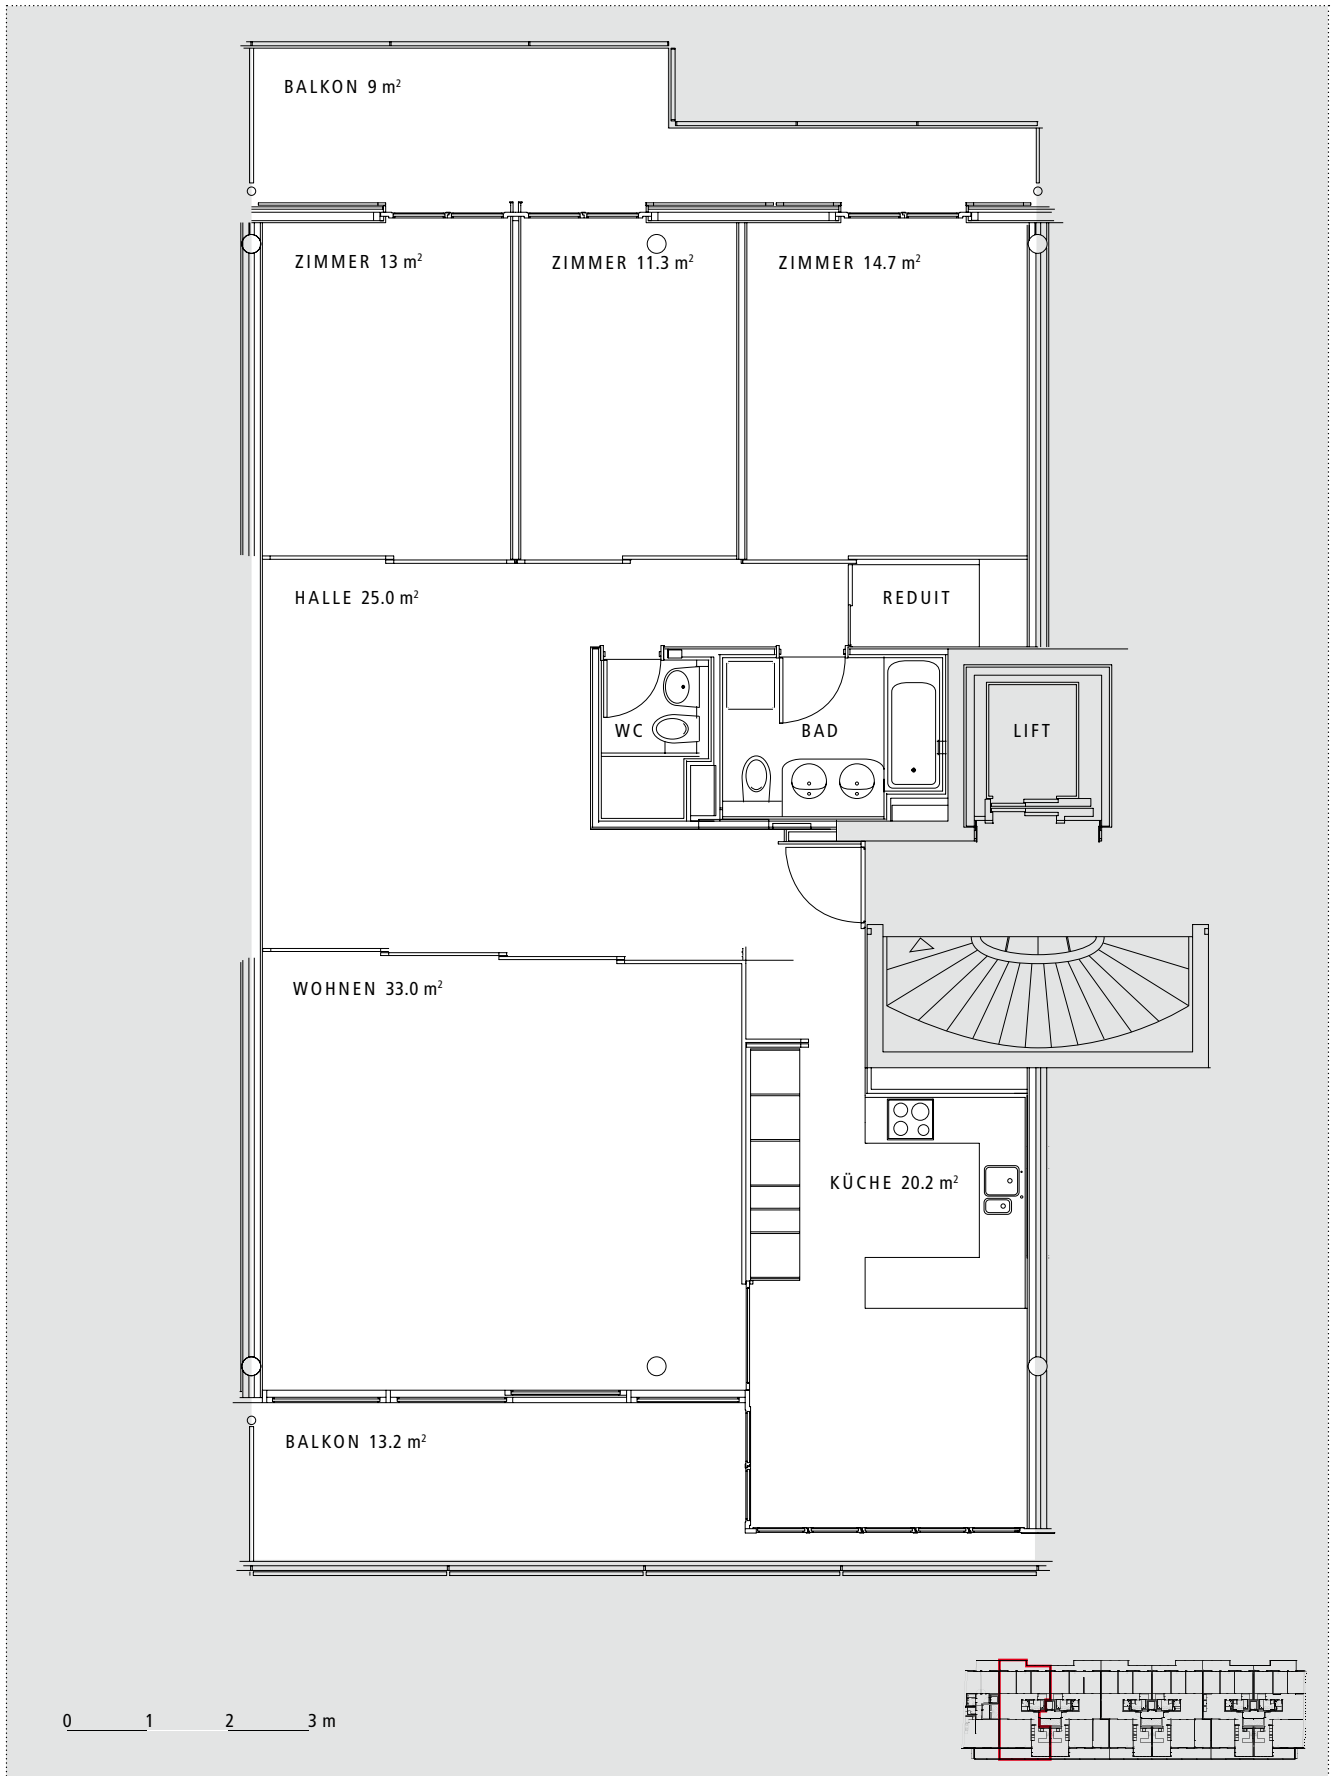 BALKON 9 m²
ZIMMER 13 m²
ZIMMER 11.3 m²
ZIMMER 14.7 m²
HALLE 25.0 m²
REDUIT
WC
BAD
LIFT
WOHNEN 33.0 m²
KÜCHE 20.2 m²
BALKON 13.2 m²
0 1 2 3 m